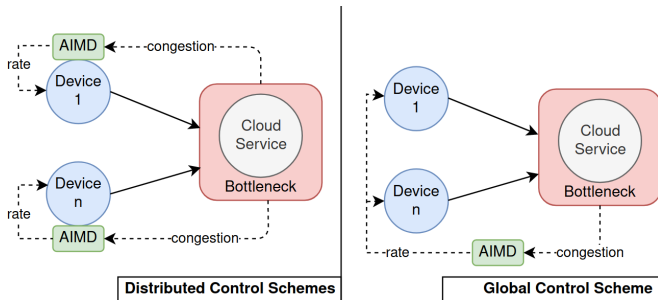 AIMD
congestion
rate
Device
1
Cloud
Service
Device
n
Bottleneck
rate
AIMD
congestion
Distributed Control Schemes
Device
1
Cloud
Service
Device
n
Bottleneck
rate
AIMD
congestion
Global Control Scheme